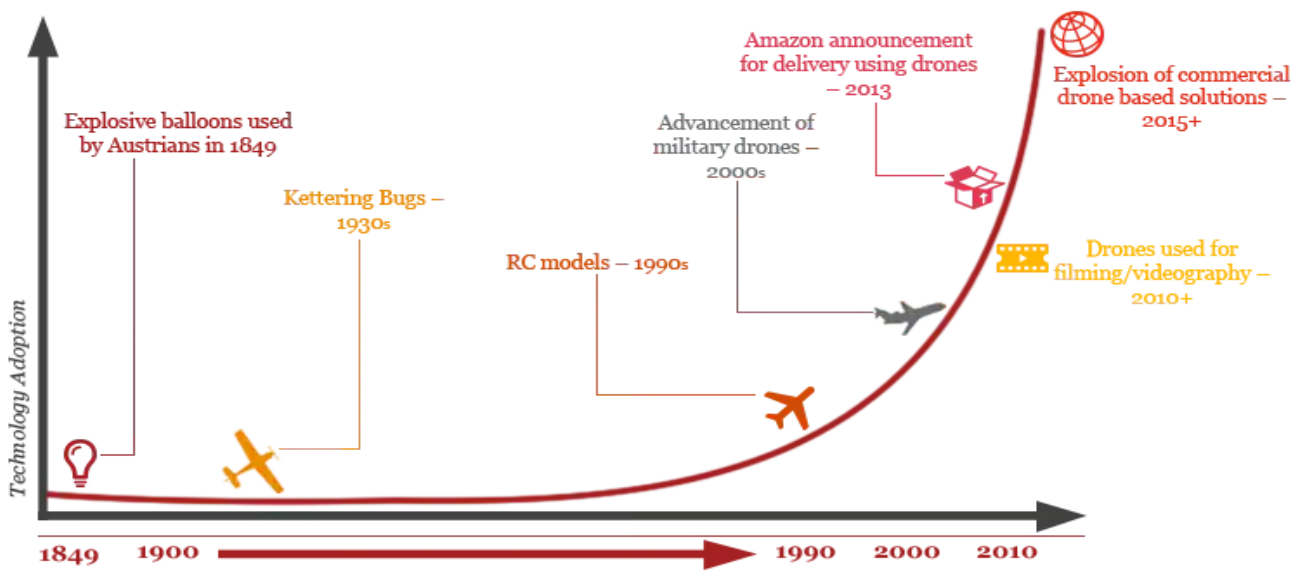 Amazon announcement
for delivery using drones
– 2013
Explosion of commercial
drone based solutions –
2015+
Explosive balloons used
by Austrians in 1849
Advancement of
military drones –
2000s
Kettering Bugs –
1930s
RC models – 1990s
Drones used for
filming/videography –
2010+
Technology Adoption
1849 1900 1990 2000 2010